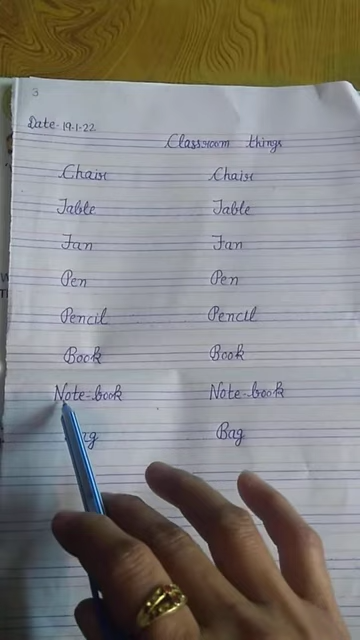 3
Date-19-1-22
Classroom things
Chair Chair
Table Table
Fan Fan
Pen Pen
Pencil Pencil
Book Book
Note-book Note-book
Bag